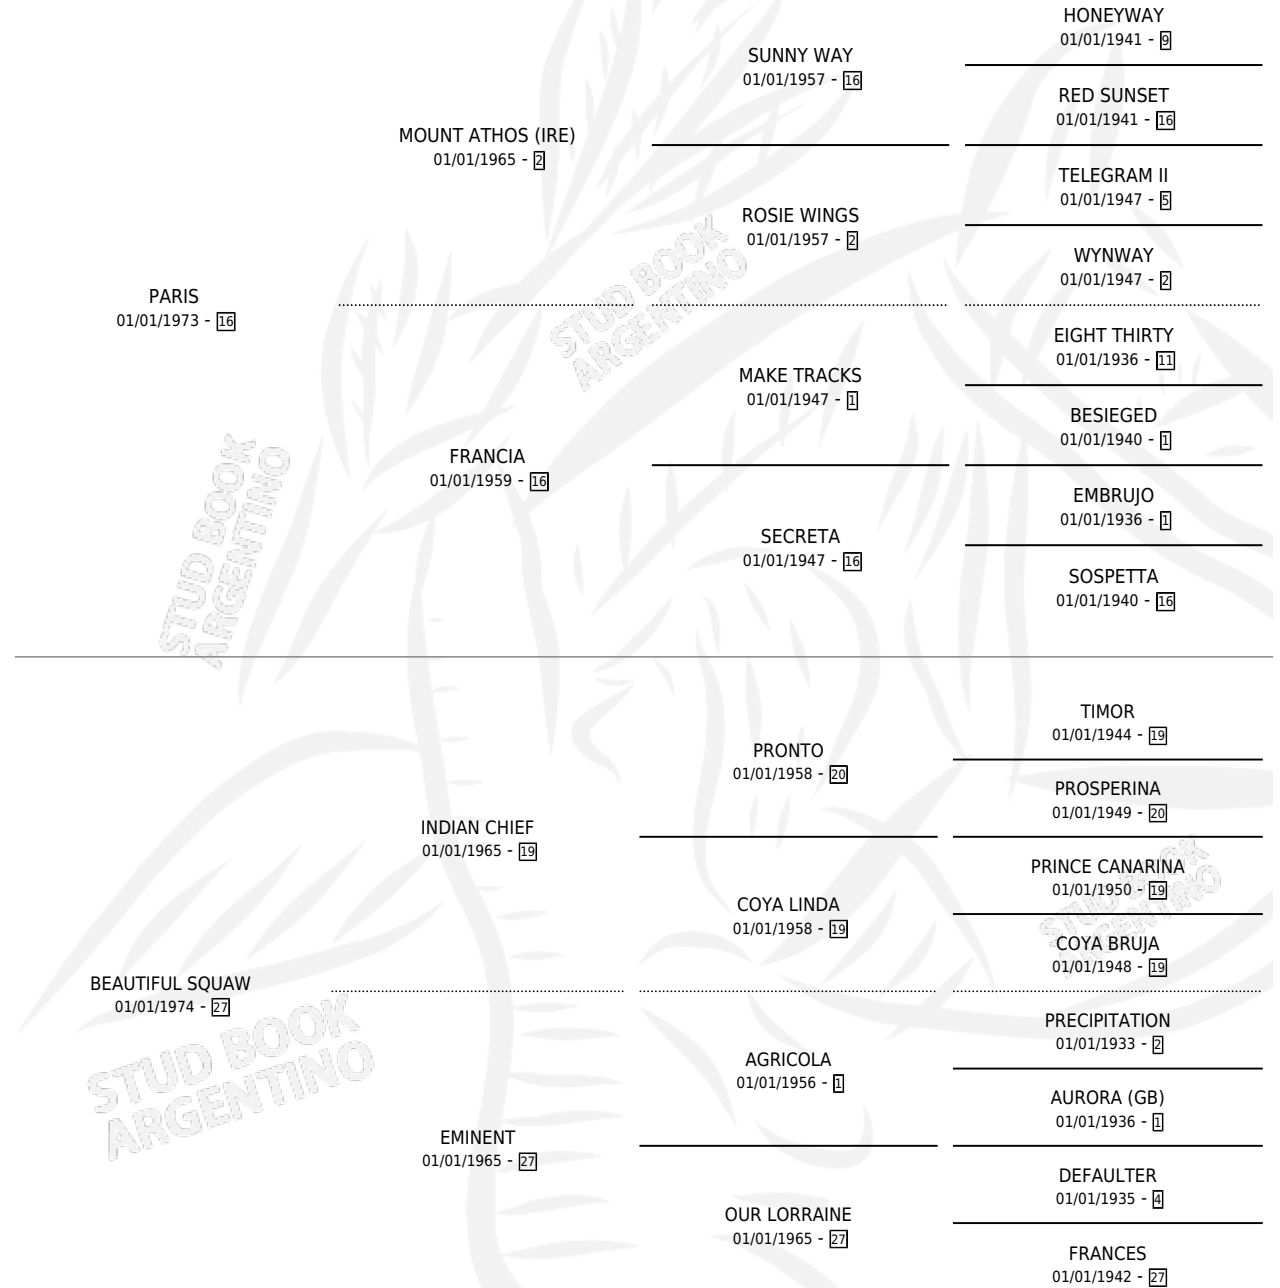 HONEYWAY
01/01/1941 - 9
SUNNY WAY
01/01/1957 - 16
RED SUNSET
01/01/1941 - 16
MOUNT ATHOS (IRE)
01/01/1965 - 2
TELEGRAM II
01/01/1947 - 5
ROSIE WINGS
01/01/1957 - 2
WYNWAY
01/01/1947 - 2
PARIS
01/01/1973 - 16
STUD BOOK
ARGENTINO
EIGHT THIRTY
01/01/1936 - 11
MAKE TRACKS
01/01/1947 - 1
BESIEGED
01/01/1940 - 1
FRANCIA
01/01/1959 - 16
EMBRUJO
01/01/1936 - 1
SECRETA
01/01/1947 - 16
SOSPETTA
01/01/1940 - 16
STUD BOOK
ARGENTINO
TIMOR
01/01/1944 - 19
PRONTO
01/01/1958 - 20
PROSPERINA
01/01/1949 - 20
INDIAN CHIEF
01/01/1965 - 19
PRINCE CANARINA
01/01/1950 - 19
COYA LINDA
01/01/1958 - 19
STUD BOOK
ARGENTINO
COYA BRUJA
01/01/1948 - 19
BEAUTIFUL SQUAW
01/01/1974 - 27
STUD BOOK
ARGENTINO
PRECIPITATION
01/01/1933 - 2
AGRICOLA
01/01/1956 - 1
AURORA (GB)
01/01/1936 - 1
EMINENT
01/01/1965 - 27
DEFAULTER
01/01/1935 - 4
OUR LORRAINE
01/01/1965 - 27
FRANCES
01/01/1942 - 27